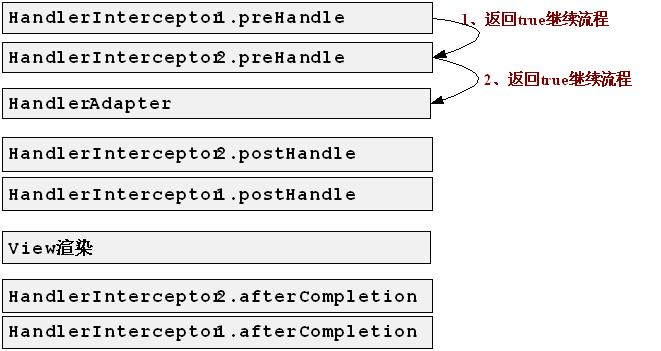 HandlerInterceptor1.preHandle
1、返回true继续流程
HandlerInterceptor2.preHandle
2、返回true继续流程
HandlerAdapter
HandlerInterceptor2.postHandle
HandlerInterceptor1.postHandle
View渲染
HandlerInterceptor2.afterCompletion
HandlerInterceptor1.afterCompletion